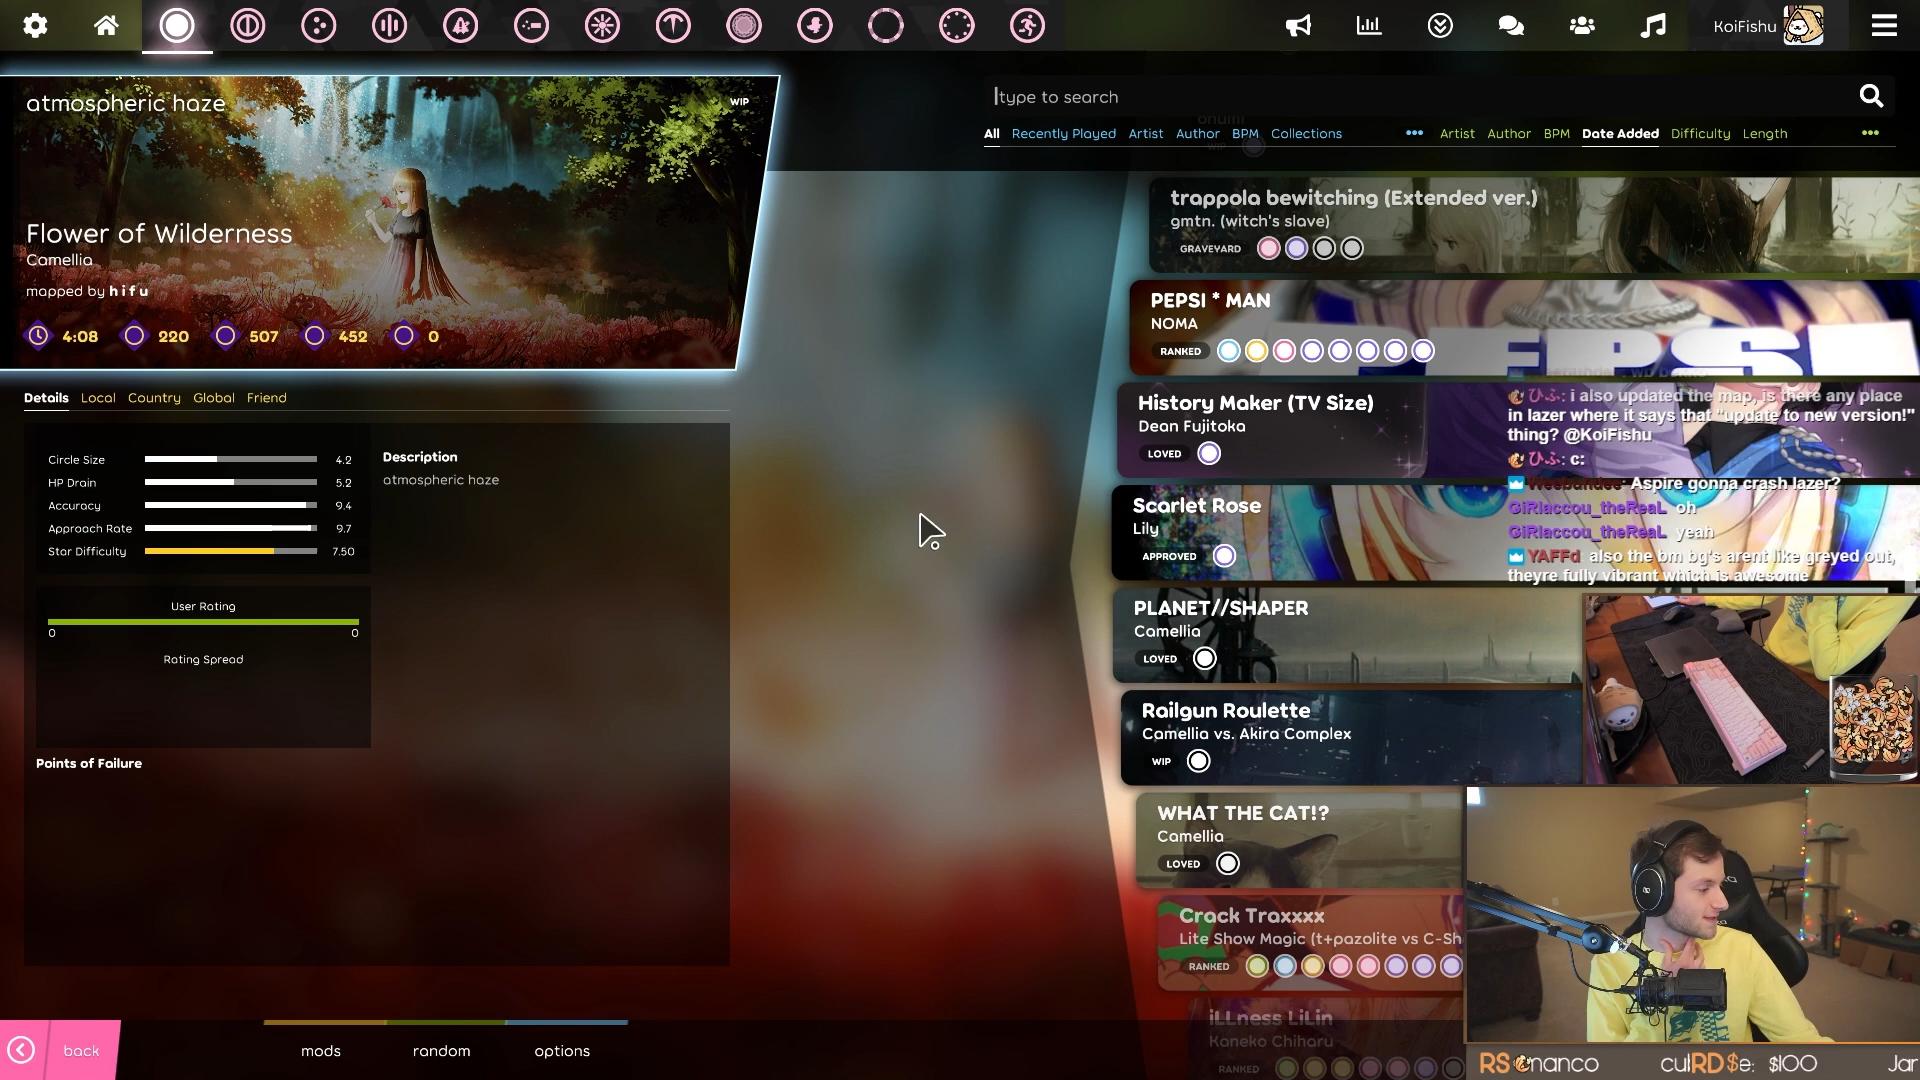 KoiFishu
atmospheric haze
WIP
Flower of Wilderness
Camellia
mapped by hifu
4:08
220
507
452
0
Details
Local
Country
Global
Friend
Circle Size 4.2
HP Drain 5.2
Accuracy 9.4
Approach Rate 9.7
Star Difficulty 7.50
Description
atmospheric haze
User Rating
0
0
Rating Spread
Points of Failure
type to search
All
Recently Played
Artist
Author
BPM
Collections
Artist
Author
BPM
Date Added
Difficulty
Length
WIP
trappola bewitching (Extended ver.)
gmtn. (witch's slave)
GRAVEYARD
PEPSI * MAN
NOMA
RANKED
History Maker (TV Size)
Dean Fujitoka
LOVED
Scarlet Rose
Lily
APPROVED
PLANET//SHAPER
Camellia
LOVED
Railgun Roulette
Camellia vs. Akira Complex
WIP
WHAT THE CAT!?
Camellia
LOVED
Crack Traxxxx
Lite Show Magic (t+pazolite vs C-Sh
RANKED
iLLness LiLin
Kaneko Chiharu
RANKED
ひふ: i also updated the map, is there any place
in lazer where it says that "update to new version!"
thing? @KoiFishu
ひふ: c:
Weebundee: Aspire gonna crash lazer?
GiRlaccou_theReaL oh
GiRlaccou_theReaL yeah
YAFFd also the bm bg's arent like greyed out,
theyre fully vibrant which is awesome
back
mods
random
options
$100
Jar